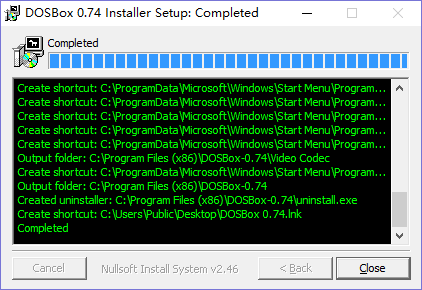 DOSBox 0.74 Installer Setup: Completed
Completed
Create shortcut: C:\ProgramData\Microsoft\Windows\Start Menu\Program...
Create shortcut: C:\ProgramData\Microsoft\Windows\Start Menu\Program...
Create shortcut: C:\ProgramData\Microsoft\Windows\Start Menu\Program...
Create shortcut: C:\ProgramData\Microsoft\Windows\Start Menu\Program...
Create shortcut: C:\ProgramData\Microsoft\Windows\Start Menu\Program...
Output folder: C:\Program Files (x86)\DOSBox-0.74\Video Codec
Create shortcut: C:\ProgramData\Microsoft\Windows\Start Menu\Program...
Output folder: C:\Program Files (x86)\DOSBox-0.74
Created uninstaller: C:\Program Files (x86)\DOSBox-0.74\uninstall.exe
Create shortcut: C:\Users\Public\Desktop\DOSBox 0.74.lnk
Completed
Cancel
Nullsoft Install System v2.46
< Back
Close